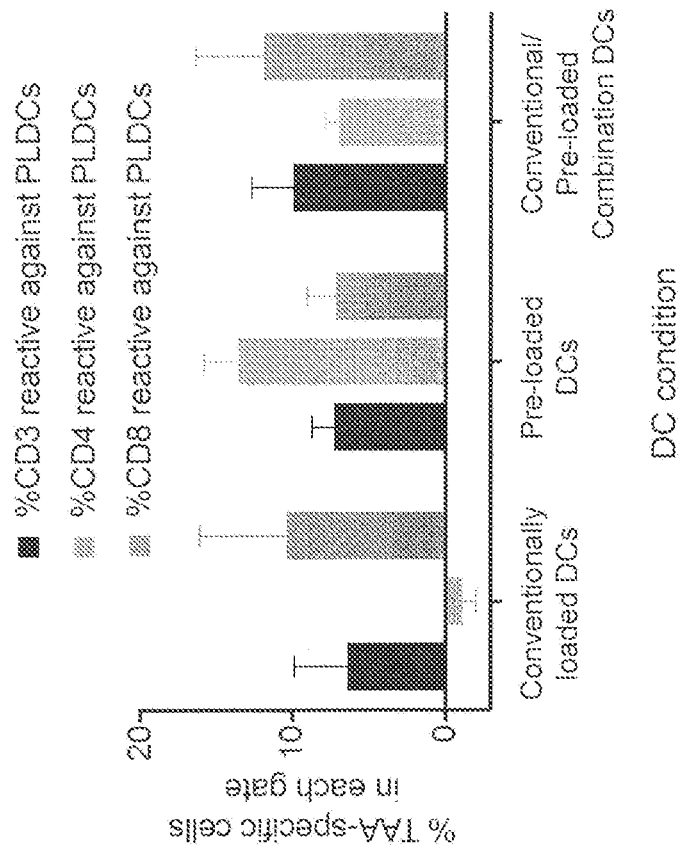 %CD3 reactive against PLDCs
%CD4 reactive against PLDCs
%CD8 reactive against PLDCs
% TAA-specific cells
in each gate
20
10
0
Conventionally
loaded DCs
Pre-loaded
DCs
Conventional/
Pre-loaded
Combination DCs
DC condition